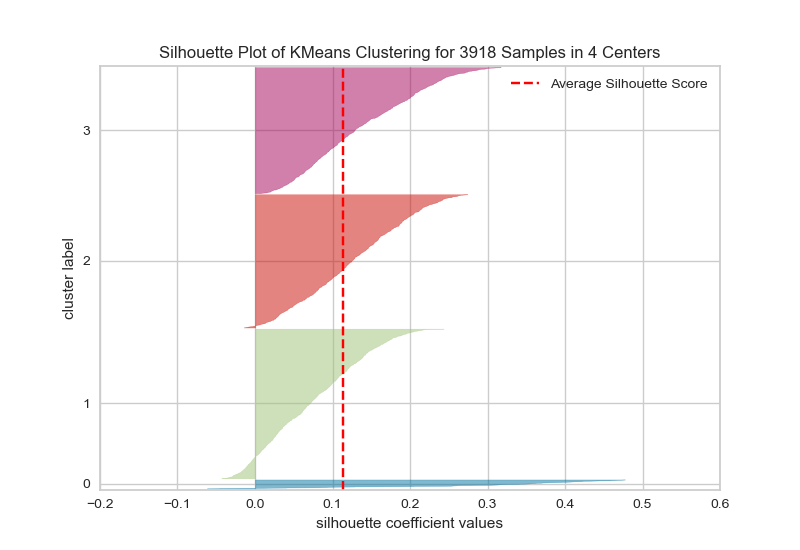 Silhouette Plot of KMeans Clustering for 3918 Samples in 4 Centers
Average Silhouette Score
3
2
1
0
cluster label
−0.2 −0.1 0.0 0.1 0.2 0.3 0.4 0.5 0.6
silhouette coefficient values